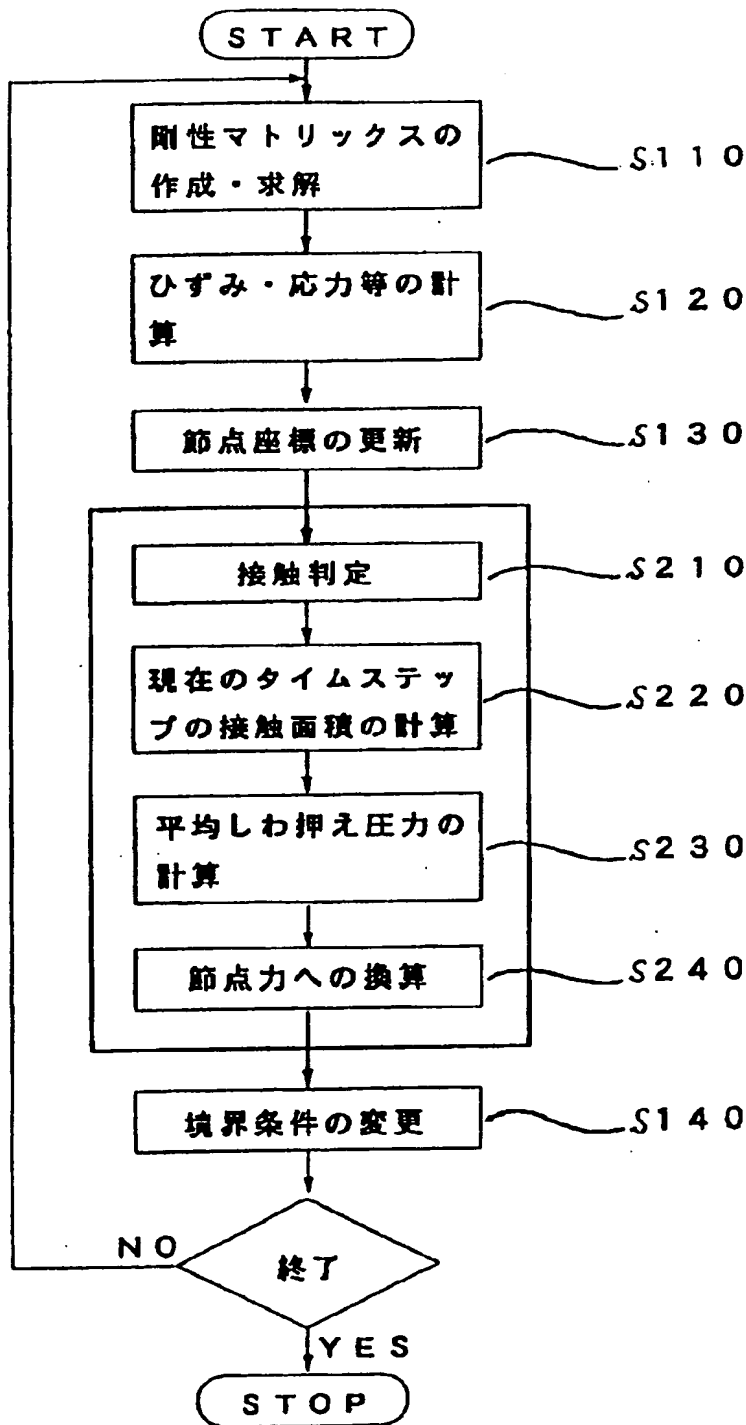 START
剛性マトリックスの
作成・求解
S110
ひずみ・応力等の計
算
S120
節点座標の更新
S130
接触判定
S210
現在のタイムステッ
プの接触面積の計算
S220
平均しわ押え圧力の
計算
S230
節点力への換算
S240
境界条件の変更
S140
NO
終了
YES
STOP